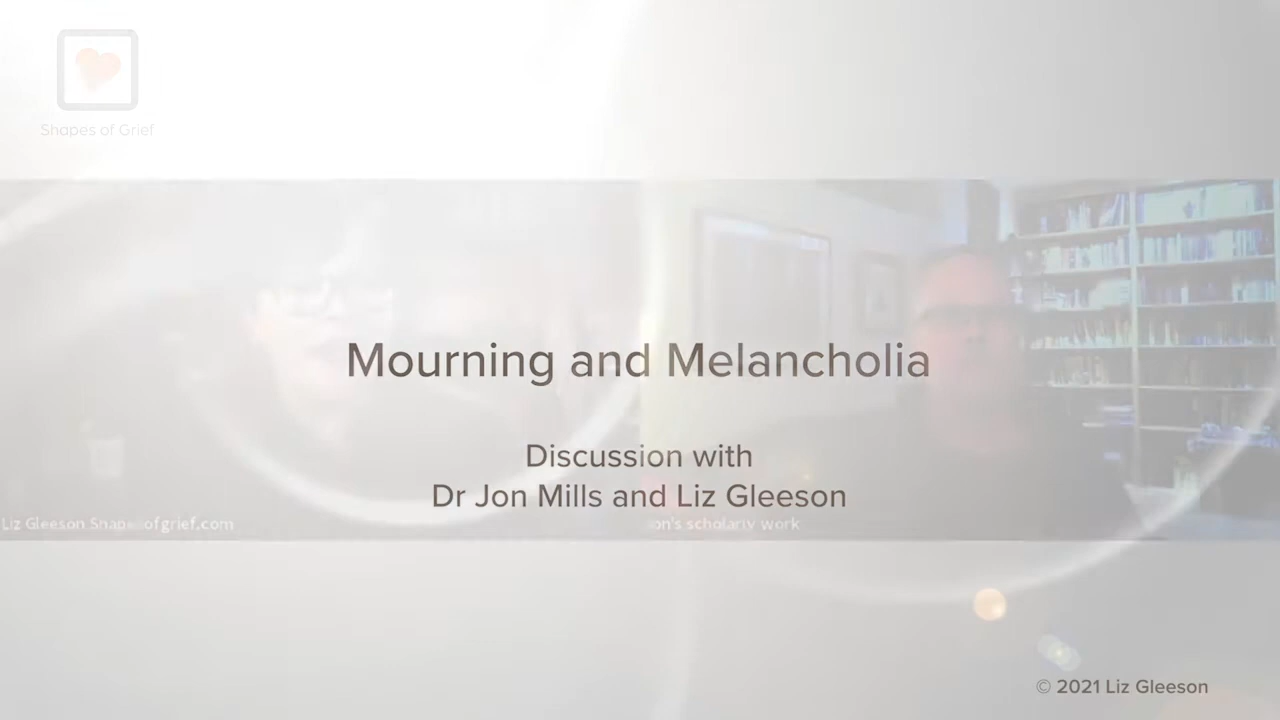 Shapes of Grief
Mourning and Melancholia
Discussion with
Dr Jon Mills and Liz Gleeson
Liz Gleeson Shapesofgrief.com
on's scholarly work
© 2021 Liz Gleeson